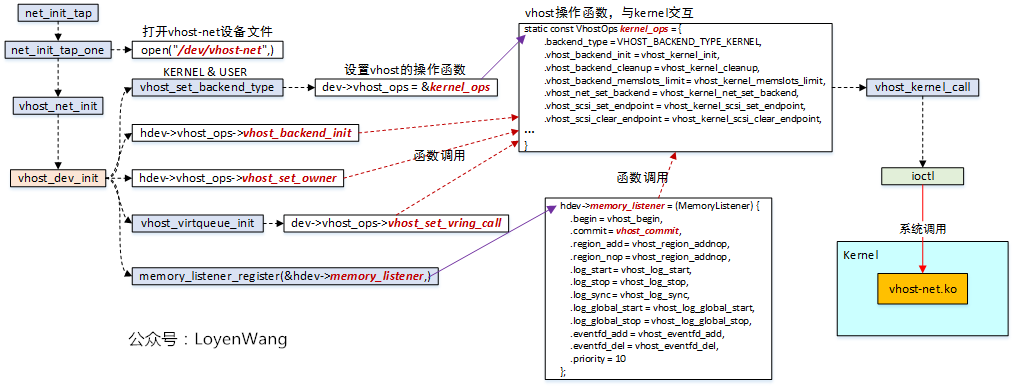 net_init_tap
net_init_tap_one
vhost_net_init
vhost_dev_init
打开vhost-net设备文件
open("/dev/vhost-net",)
KERNEL & USER
vhost_set_backend_type
设置vhost的操作函数
dev->vhost_ops = &kernel_ops
hdev->vhost_ops->vhost_backend_init
函数调用
hdev->vhost_ops->vhost_set_owner
vhost_virtqueue_init
dev->vhost_ops->vhost_set_vring_call
memory_listener_register(&hdev->memory_listener,)
vhost操作函数，与kernel交互
static const VhostOps kernel_ops = {
.backend_type = VHOST_BACKEND_TYPE_KERNEL,
.vhost_backend_init = vhost_kernel_init,
.vhost_backend_cleanup = vhost_kernel_cleanup,
.vhost_backend_memslots_limit = vhost_kernel_memslots_limit,
.vhost_net_set_backend = vhost_kernel_net_set_backend,
.vhost_scsi_set_endpoint = vhost_kernel_scsi_set_endpoint,
.vhost_scsi_clear_endpoint = vhost_kernel_scsi_clear_endpoint,
...
}
函数调用
hdev->memory_listener = (MemoryListener) {
.begin = vhost_begin,
.commit = vhost_commit,
.region_add = vhost_region_addnop,
.region_nop = vhost_region_addnop,
.log_start = vhost_log_start,
.log_stop = vhost_log_stop,
.log_sync = vhost_log_sync,
.log_global_start = vhost_log_global_start,
.log_global_stop = vhost_log_global_stop,
.eventfd_add = vhost_eventfd_add,
.eventfd_del = vhost_eventfd_del,
.priority = 10
};
vhost_kernel_call
ioctl
系统调用
Kernel
vhost-net.ko
公众号：LoyenWang